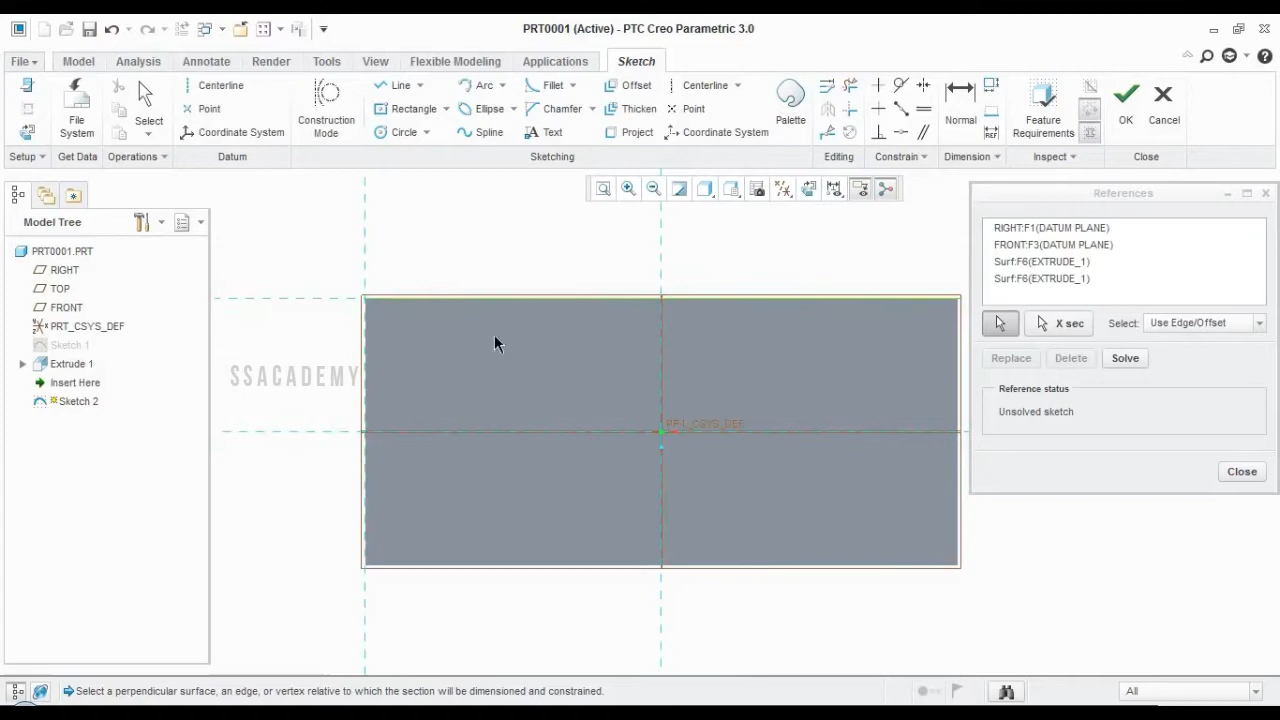 PRT0001 (Active) - PTC Creo Parametric 3.0
File Model Analysis Annotate Render Tools View Flexible Modeling Applications Sketch
Centerline Line Arc Fillet Offset Centerline
Point Rectangle Ellipse Chamfer Thicken Point
Coordinate System Circle Spline Text Project Coordinate System
File System
Select
Construction Mode
Palette
Normal
Feature Requirements
OK
Cancel
Setup Get Data Operations Datum Sketching Editing Constrain Dimension Inspect Close
Model Tree
PRT0001.PRT
RIGHT
TOP
FRONT
PRT_CSYS_DEF
Sketch 1
Extrude 1
Insert Here
Sketch 2
SSACADEMY
PRT_CSYS_DEF
References
RIGHT:F1(DATUM PLANE)
FRONT:F3(DATUM PLANE)
Surf:F6(EXTRUDE_1)
Surf:F6(EXTRUDE_1)
X sec Select: Use Edge/Offset
Replace Delete Solve
Reference status
Unsolved sketch
Close
Select a perpendicular surface, an edge, or vertex relative to which the section will be dimensioned and constrained.
All